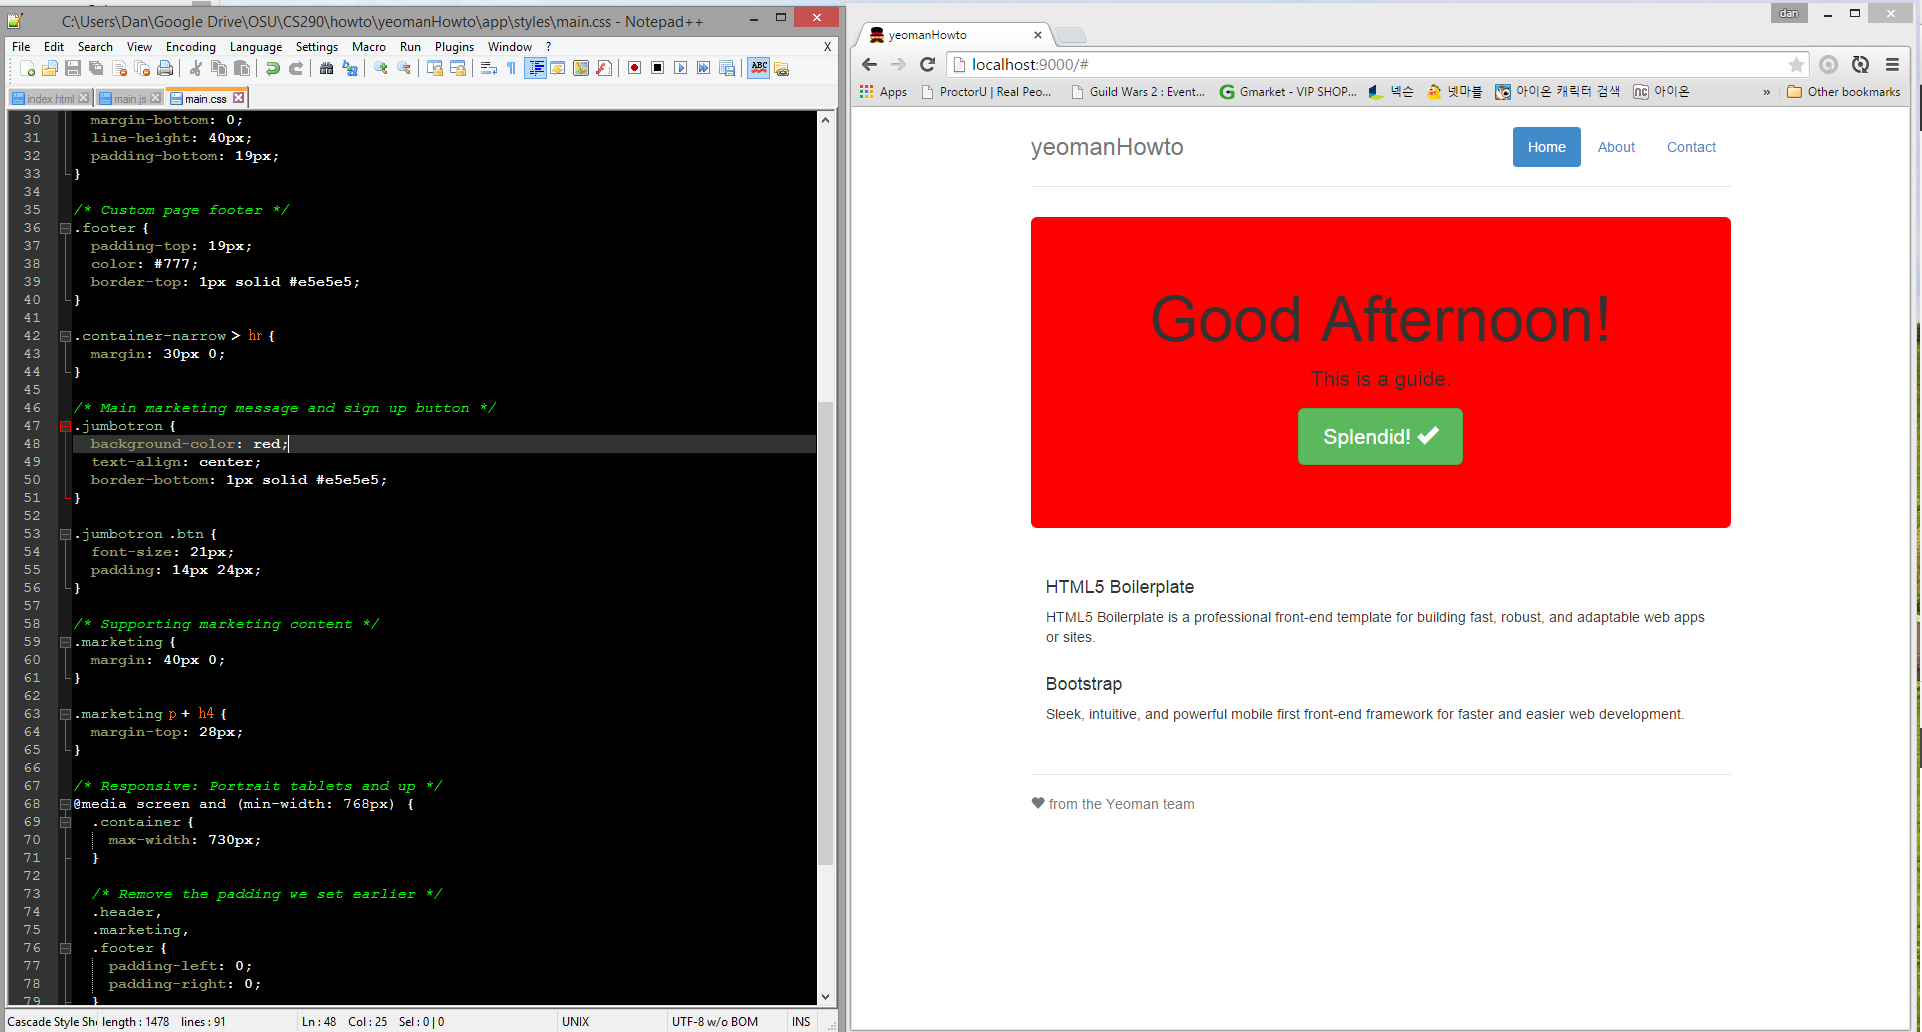 C:\Users\Dan\Google Drive\OSU\CS290\howto\yeomanHowto\app\styles\main.css - Notepad++
File Edit Search View Encoding Language Settings Macro Run Plugins Window ? X
index.html main.js main.css
30 margin-bottom: 0;
31 line-height: 40px;
32 padding-bottom: 19px;
33 }
34
35 /* Custom page footer */
36 .footer {
37 padding-top: 19px;
38 color: #777;
39 border-top: 1px solid #e5e5e5;
40 }
41
42 .container-narrow > hr {
43 margin: 30px 0;
44 }
45
46 /* Main marketing message and sign up button */
47 .jumbotron {
48 background-color: red;
49 text-align: center;
50 border-bottom: 1px solid #e5e5e5;
51 }
52
53 .jumbotron .btn {
54 font-size: 21px;
55 padding: 14px 24px;
56 }
57
58 /* Supporting marketing content */
59 .marketing {
60 margin: 40px 0;
61 }
62
63 .marketing p + h4 {
64 margin-top: 28px;
65 }
66
67 /* Responsive: Portrait tablets and up */
68 @media screen and (min-width: 768px) {
69 .container {
70 max-width: 730px;
71 }
72
73 /* Remove the padding we set earlier */
74 .header,
75 .marketing,
76 .footer {
77 padding-left: 0;
78 padding-right: 0;
79 }
Cascade Style She length : 1478 lines : 91 Ln : 48 Col : 25 Sel : 0 | 0 UNIX UTF-8 w/o BOM INS
dan
yeomanHowto
localhost:9000/#
Apps ProctorU | Real Peo... Guild Wars 2 : Event... Gmarket - VIP SHOP... 넥슨 넷마블 아이온 캐릭터 검색 nc 아이온 » Other bookmarks
yeomanHowto Home About Contact
Good Afternoon!
This is a guide.
Splendid!
HTML5 Boilerplate
HTML5 Boilerplate is a professional front-end template for building fast, robust, and adaptable web apps
or sites.
Bootstrap
Sleek, intuitive, and powerful mobile first front-end framework for faster and easier web development.
from the Yeoman team